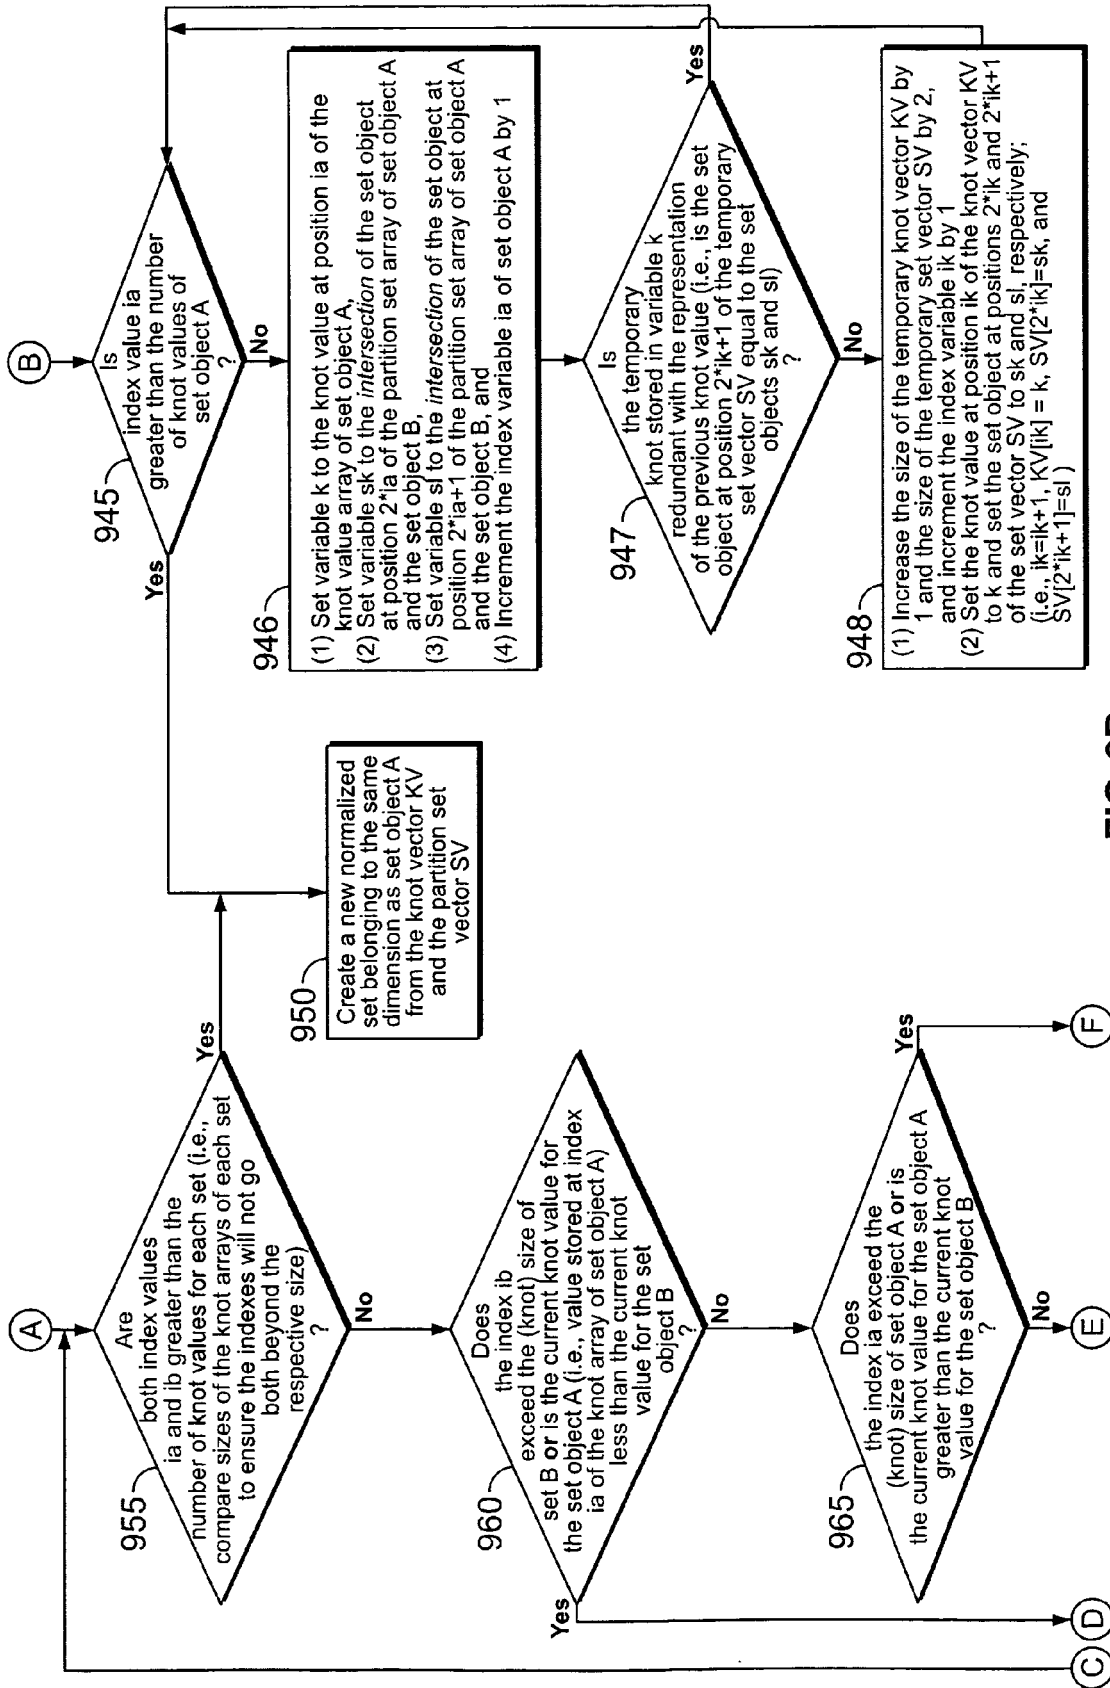 A
955
Are
both index values
ia and ib greater than the
number of knot values for each set (i.e.,
compare sizes of the knot arrays of each set
to ensure the indexes will not go
both beyond the
respective size)
?
Yes
No
960
Does
the index ib
exceed the (knot) size of
set B or is the current knot value for
the set object A (i.e., value stored at index
ia of the knot array of set object A)
less than the current knot
value for the set
object B
?
Yes
No
965
Does
the index ia exceed the
(knot) size of set object A or is
the current knot value for the set object A
greater than the current knot
value for the set object B
?
Yes
No
C
D
E
F
950
Create a new normalized
set belonging to the same
dimension as set object A
from the knot vector KV
and the partition set
vector SV
B
945
Is
index value ia
greater than the number
of knot values of
set object A
?
Yes
No
946
(1) Set variable k to the knot value at position ia of the
knot value array of set object A,
(2) Set variable sk to the intersection of the set object
at position 2*ia of the partition set array of set object A
and the set object B,
(3) Set variable sl to the intersection of the set object at
position 2*ia+1 of the partition set array of set object A
and the set object B, and
(4) Increment the index variable ia of set object A by 1
947
Is
the temporary
knot stored in variable k
redundant with the representation
of the previous knot value (i.e., is the set
object at position 2*ik+1 of the temporary
set vector SV equal to the set
objects sk and sl)
?
Yes
No
948
(1) Increase the size of the temporary knot vector KV by
1 and the size of the temporary set vector SV by 2,
and increment the index variable ik by 1
(2) Set the knot value at position ik of the knot vector KV
to k and set the set object at positions 2*ik and 2*ik+1
of the set vector SV to sk and sl, respectively;
(i.e., ik=ik+1, KV[ik] = k, SV[2*ik]=sk, and
SV[2*ik+1]=sl)